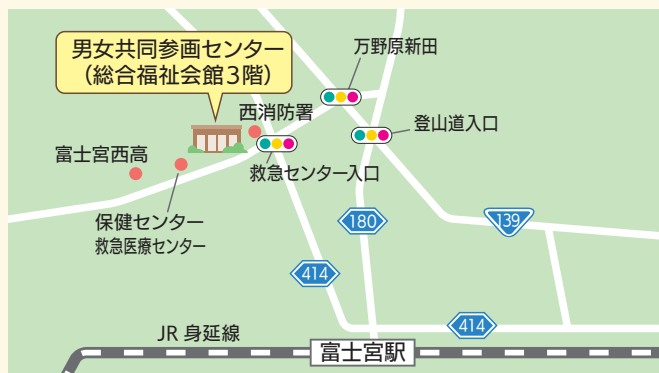 男女共同参画センター
（総合福祉会館3階）
万野原新田
西消防署
登山道入口
富士宮西高
救急センター入口
保健センター
救急医療センター
180
139
414
414
JR 身延線
富士宮駅